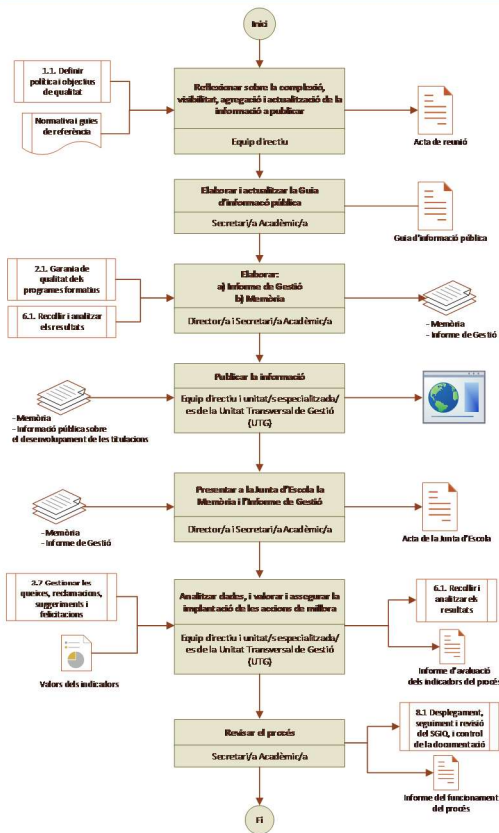 Inici
1.1. Definir
política i objectius
de qualitat
Normativa i guies
de referència
Reflexionar sobre la complexió,
visibilitat, agregació i actualització de la
informació a publicar
Equip directiu
Acta de reunió
Elaborar i actualitzar la Guia
d'informació pública
Secretari/a Acadèmic/a
Guia d'informació pública
2.1. Garania de
qualitat dels
programes formatius
6.1. Recollir i analitzar
els resultats
Elaborar:
a) Informe de Gestió
b) Memòria
Director/a i Secretari/a Acadèmic/a
- Memòria
- Informe de Gestió
Publicar la informació
Equip directiu i unitat/s especialitzada/
es de la Unitat Transversal de Gestió
(UTG)
- Memòria
- Informació pública sobre
el desenvolupament de les titulacions
Presentar a la Junta d'Escola la
Memòria i l'Informe de Gestió
Director/a i Secretari/a Acadèmic/a
- Memòria
- Informe de Gestió
Acta de la Junta d'Escola
3.7 Gestionar les
queixes, reclamacions,
suggeriments i
felicitacions
Valors dels indicadors
Analitzar dades, i valorar i assegurar la
implantació de les accions de millora
Equip directiu i unitat/s especialitzada/
es de la Unitat Transversal de Gestió
(UTG)
6.1. Recollir i
analitzar els
resultats
Informe d'avaluació
dels indicadors del procés
Revisar el procés
Secretari/a Acadèmic/a
8.1 Desplegament,
seguiment i revisió
del SGIQ, i control
de la documentació
Informe del funcionament
del procés
Fi